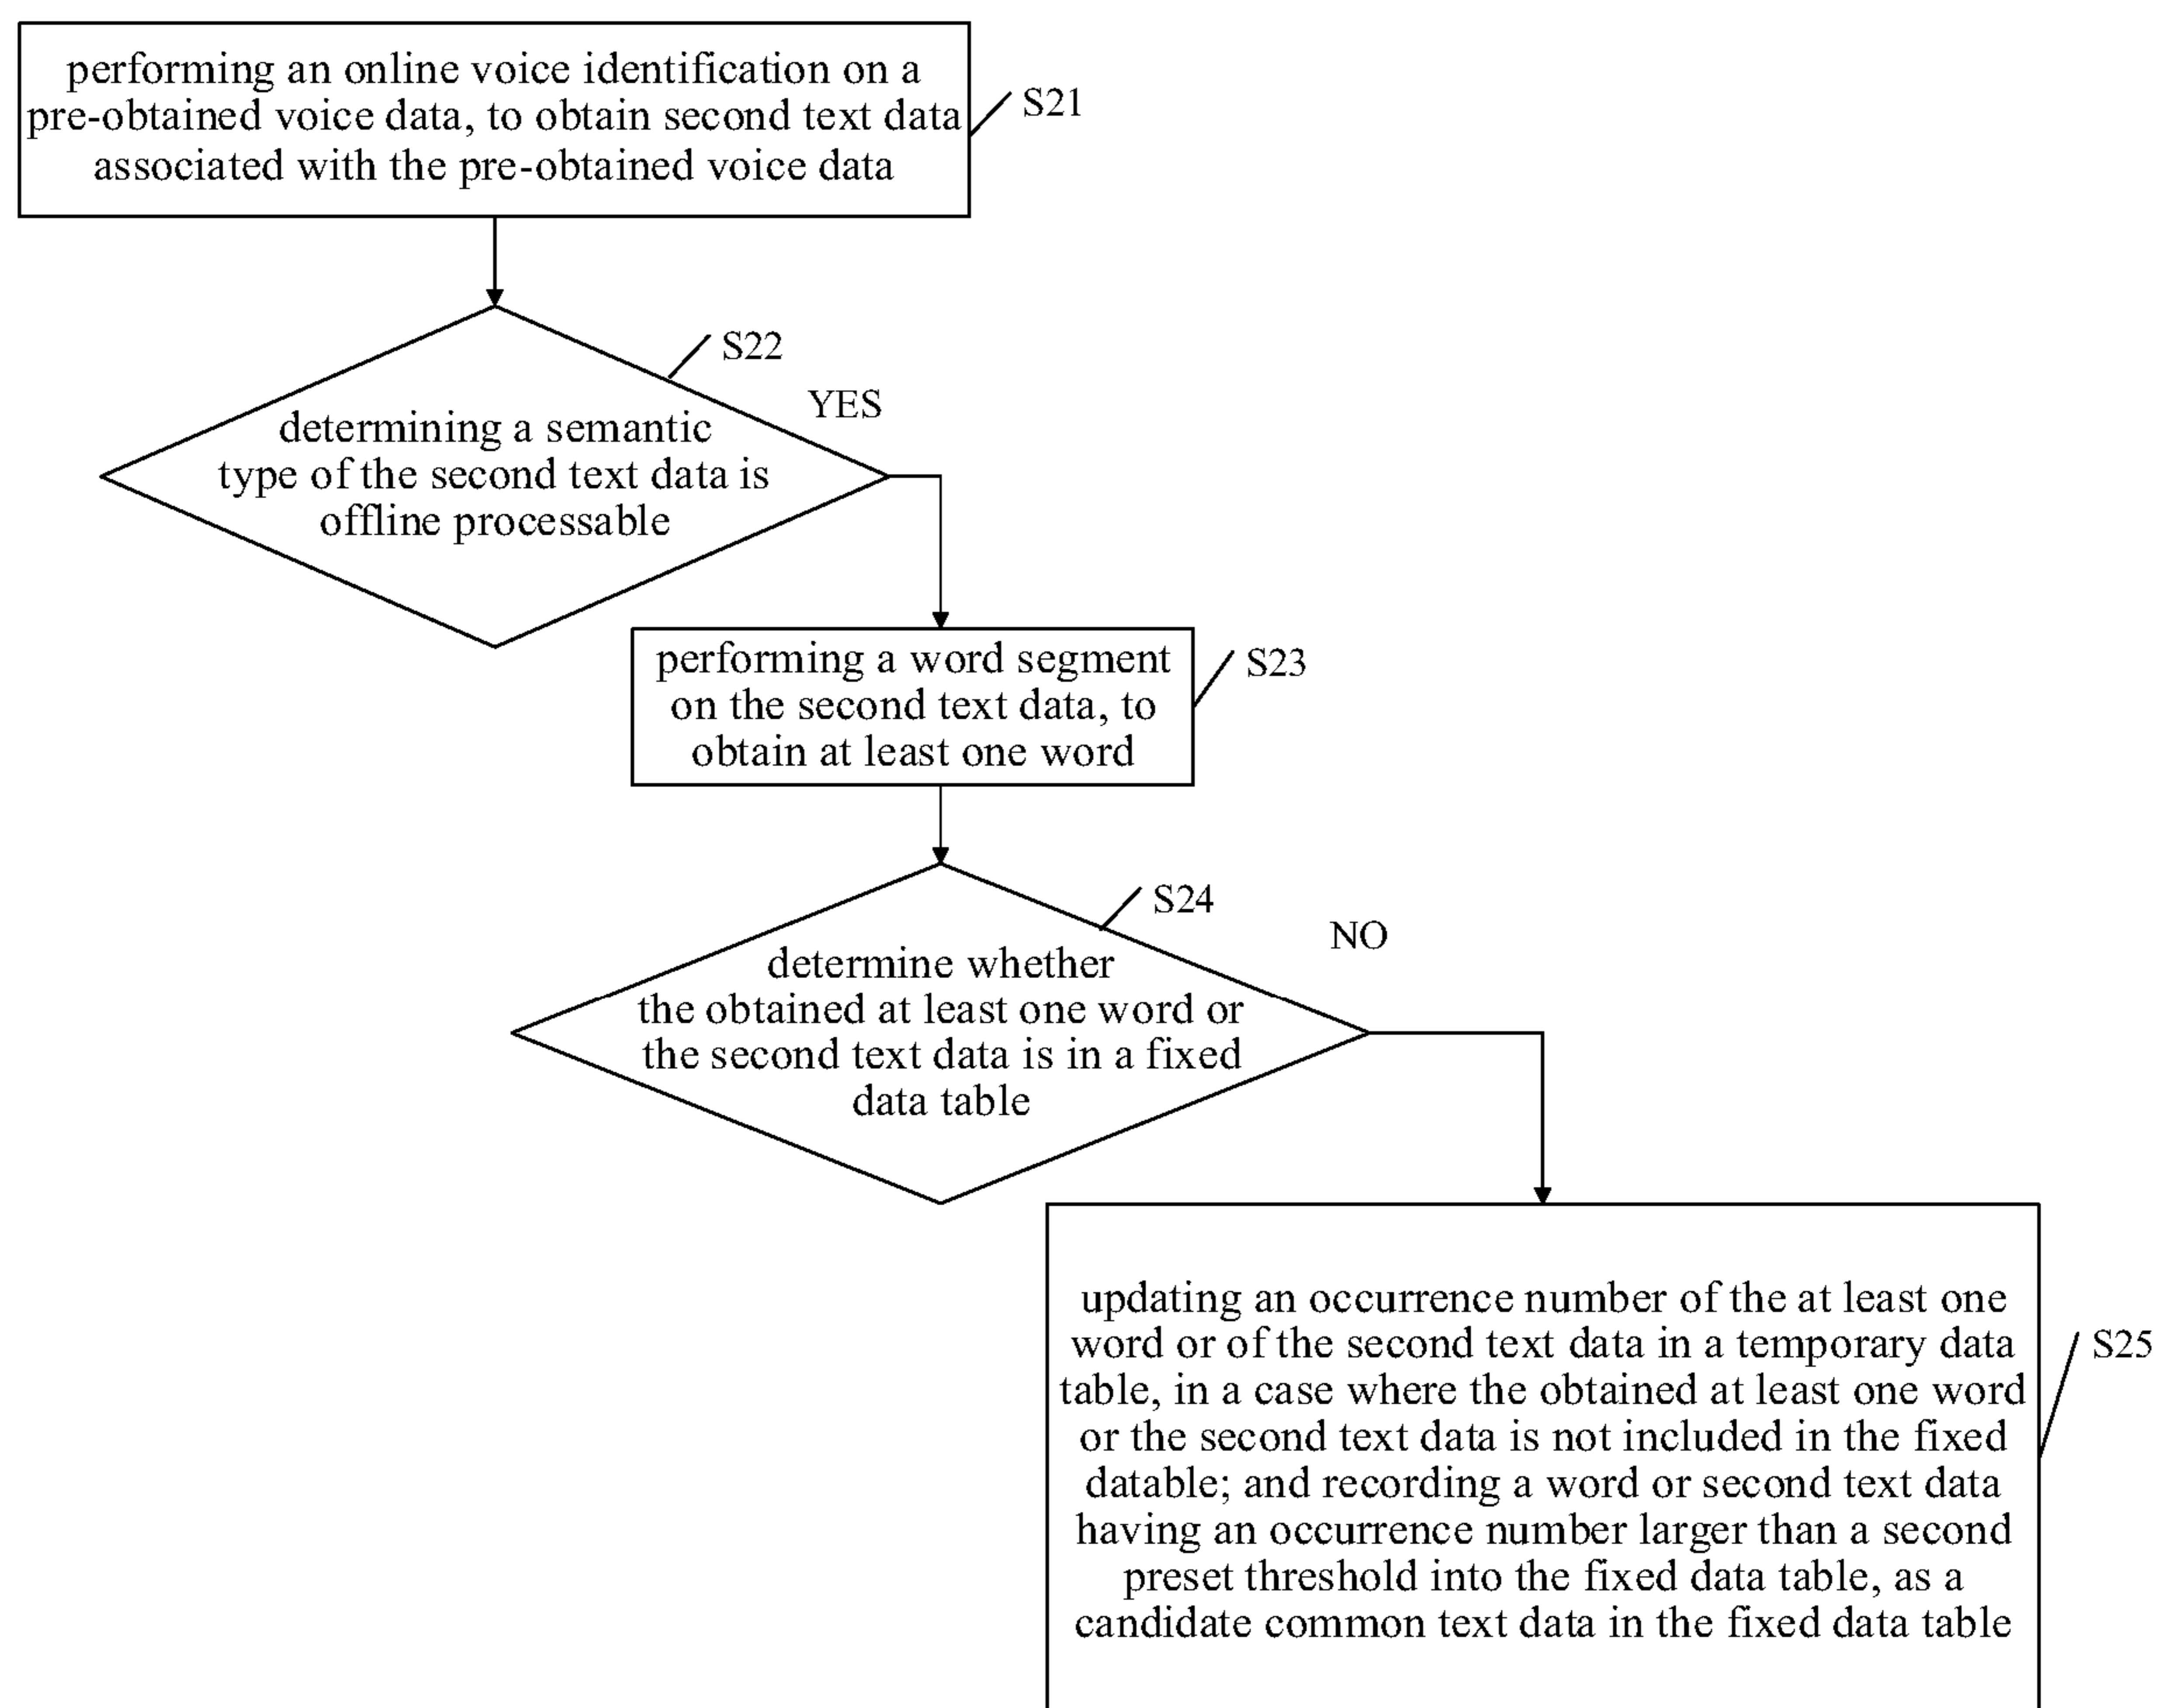 performing an online voice identification on a
pre-obtained voice data, to obtain second text data
associated with the pre-obtained voice data
S21
S22
YES
determining a semantic
type of the second text data is
offline processable
performing a word segment
on the second text data, to
obtain at least one word
S23
S24
NO
determine whether
the obtained at least one word or
the second text data is in a fixed
data table
updating an occurrence number of the at least one
word or of the second text data in a temporary data
table, in a case where the obtained at least one word
or the second text data is not included in the fixed
datable; and recording a word or second text data
having an occurrence number larger than a second
preset threshold into the fixed data table, as a
candidate common text data in the fixed data table
S25